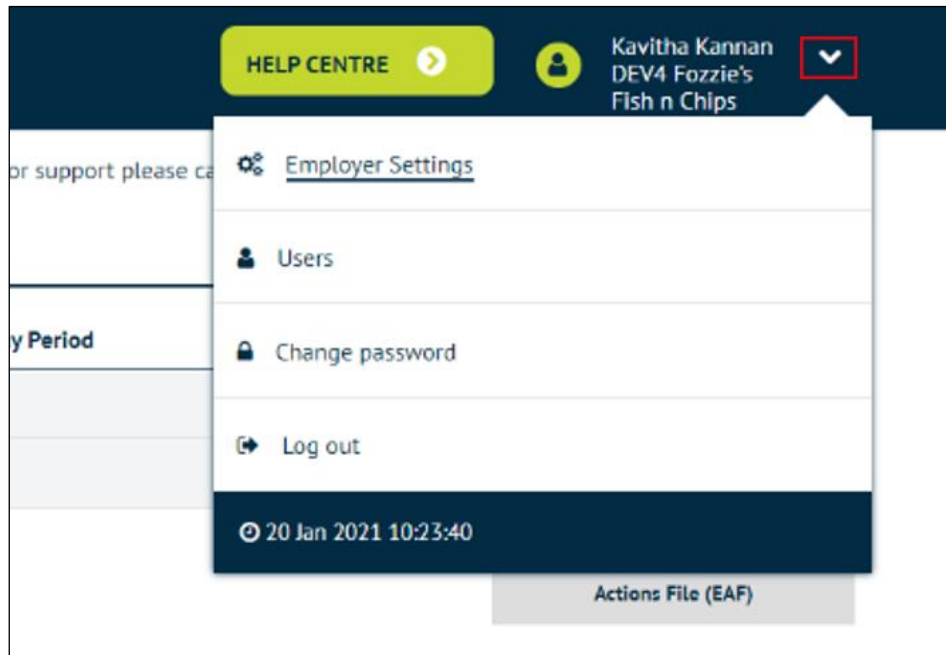 HELP CENTRE
Kavitha Kannan
DEV4 Fozzie's
Fish n Chips
or support please ca
Employer Settings
Users
y Period
Change password
Log out
20 Jan 2021 10:23:40
Actions File (EAF)